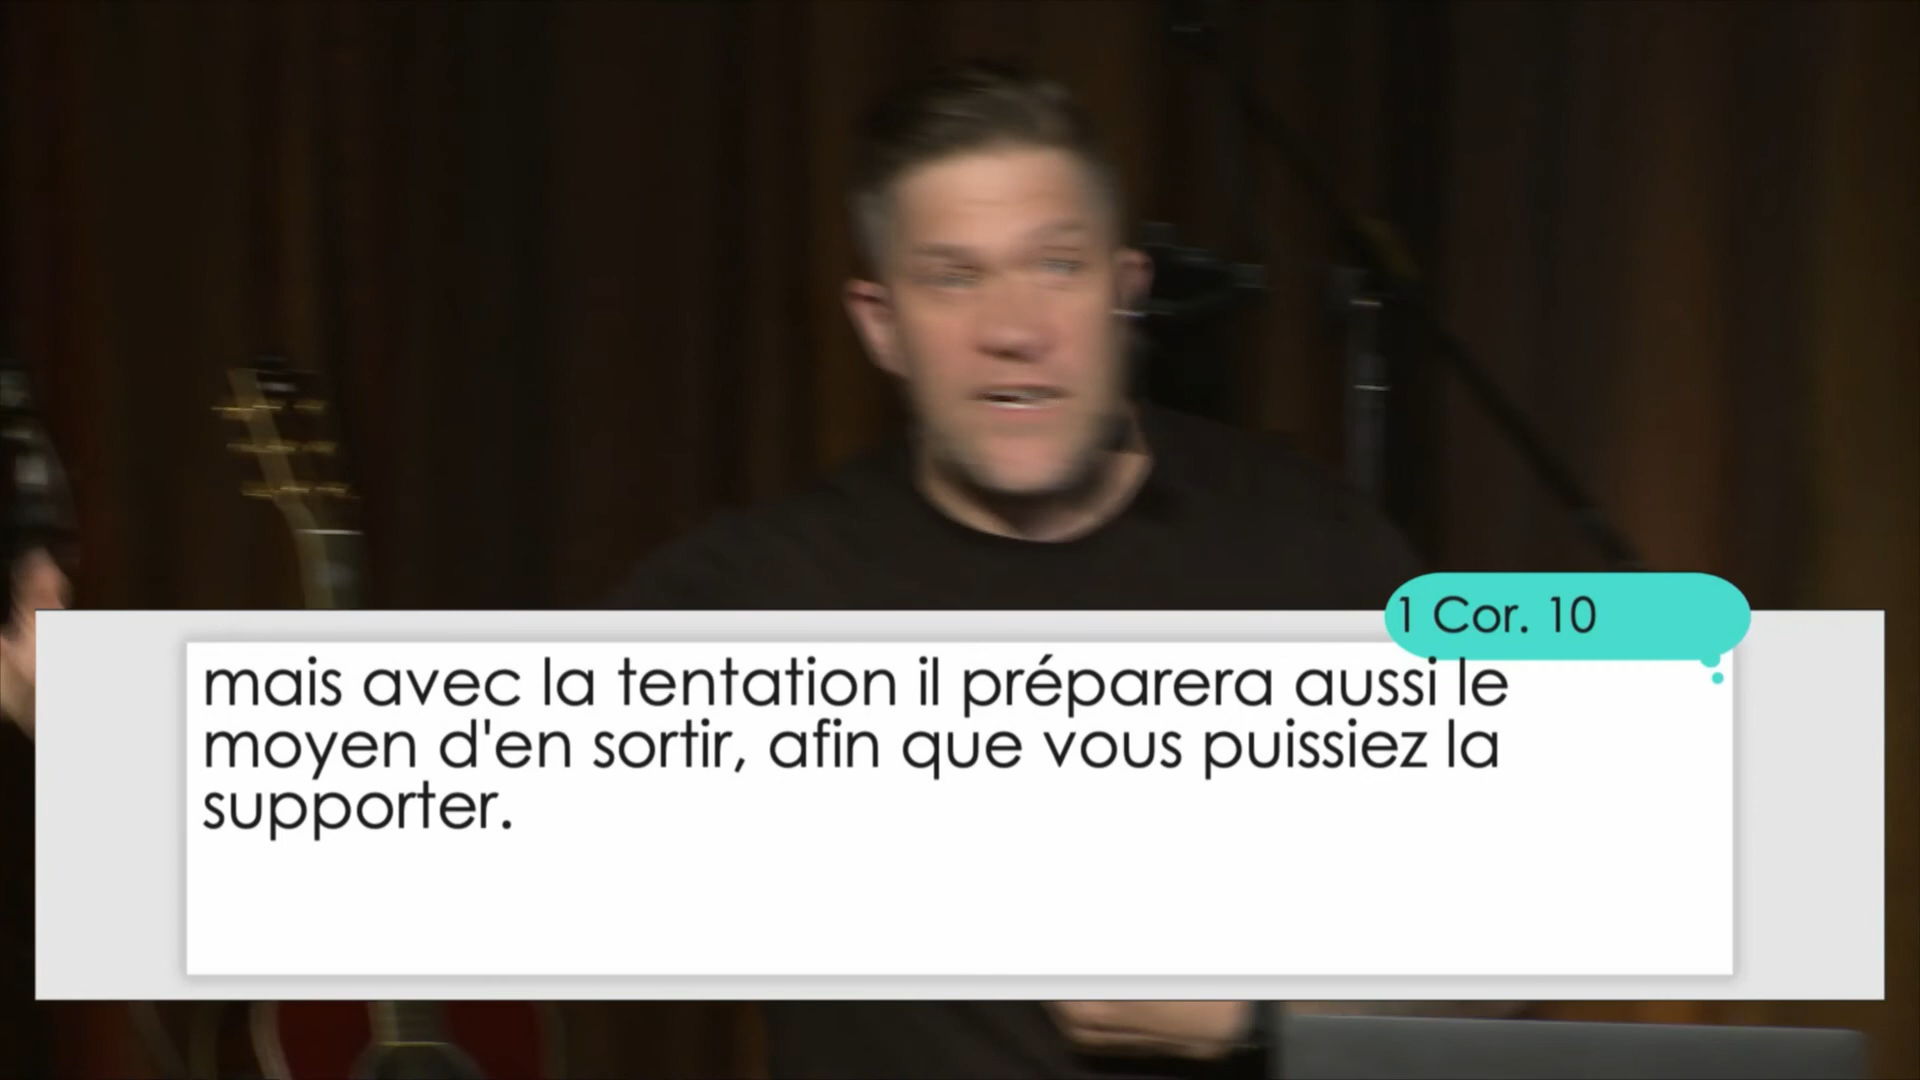 1 Cor. 10
mais avec la tentation il préparera aussi le
moyen d'en sortir, afin que vous puissiez la
supporter.